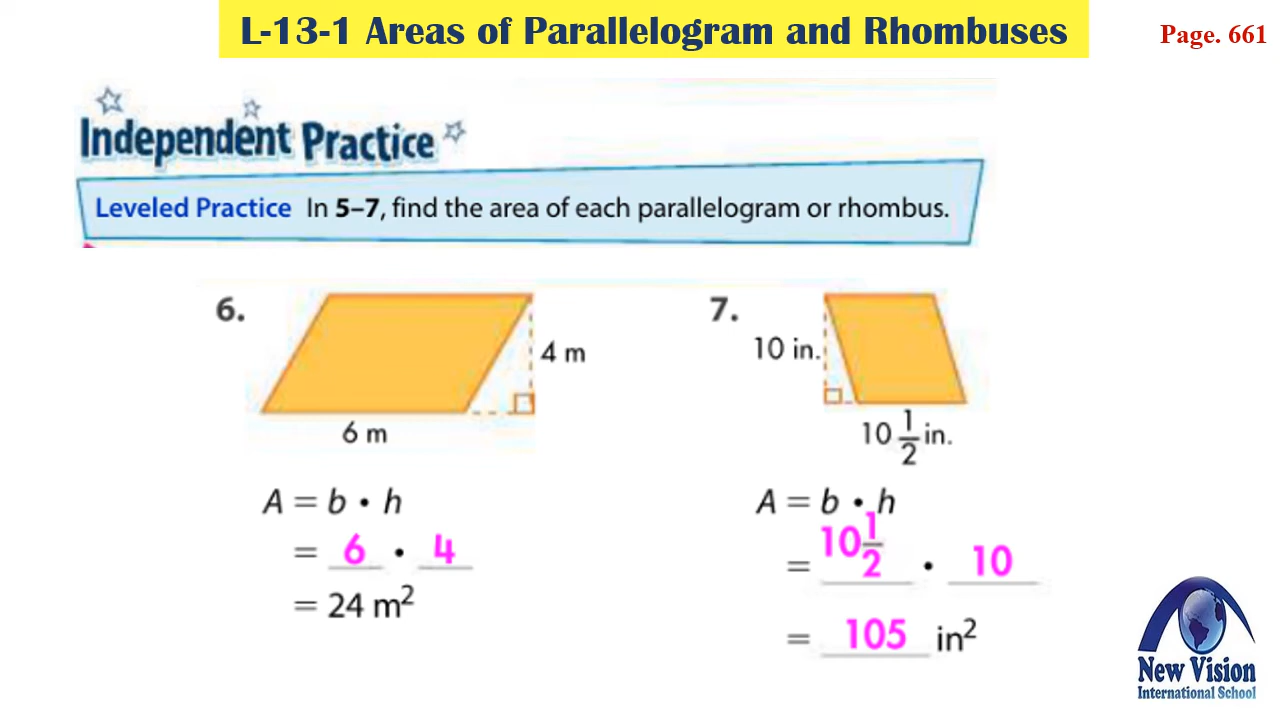 L-13-1 Areas of Parallelogram and Rhombuses
Page. 661
Independent Practice
Leveled Practice In 5–7, find the area of each parallelogram or rhombus.
6.
4 m
6 m
A = b • h
= 6 • 4
= 24 m²
7.
10 in.
10 1/2 in.
A = b • h
= 10 1/2 • 10
= 105 in²
New Vision
International School